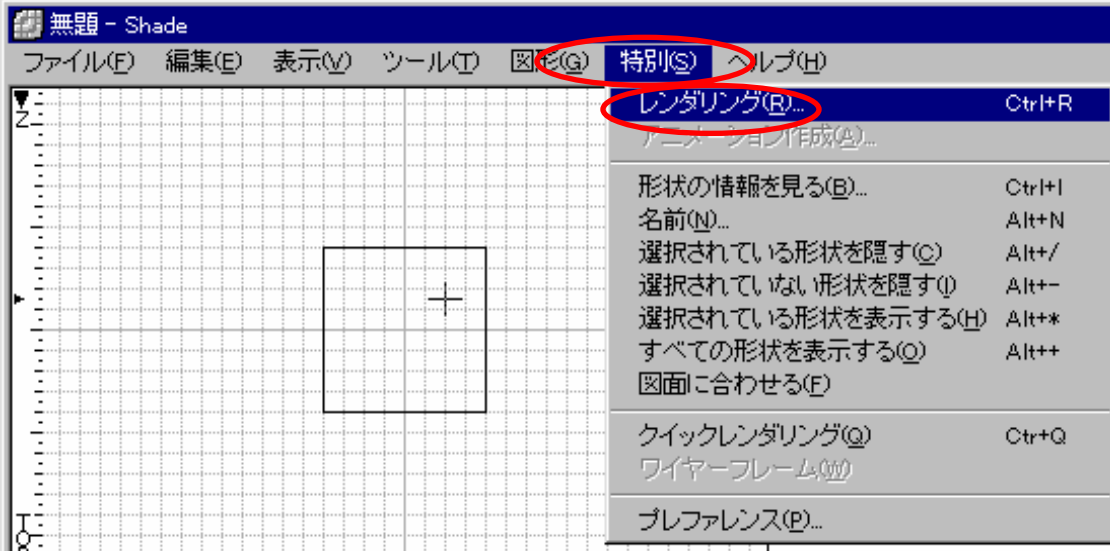 無題 - Shade
ファイル(F) 編集(E) 表示(V) ツール(T) 図形(G) 特別(S) ヘルプ(H)
レンダリング(R)... Ctrl+R
アニメーション作成(A)...
形状の情報を見る(B)... Ctrl+I
名前(N)... Alt+N
選択されている形状を隠す(C) Alt+/
選択されていない形状を隠す(I) Alt+-
選択されている形状を表示する(H) Alt+*
すべての形状を表示する(O) Alt++
図面に合わせる(F)
クイックレンダリング(Q) Ctr+Q
ワイヤーフレーム(W)
プレファレンス(P)...
Z